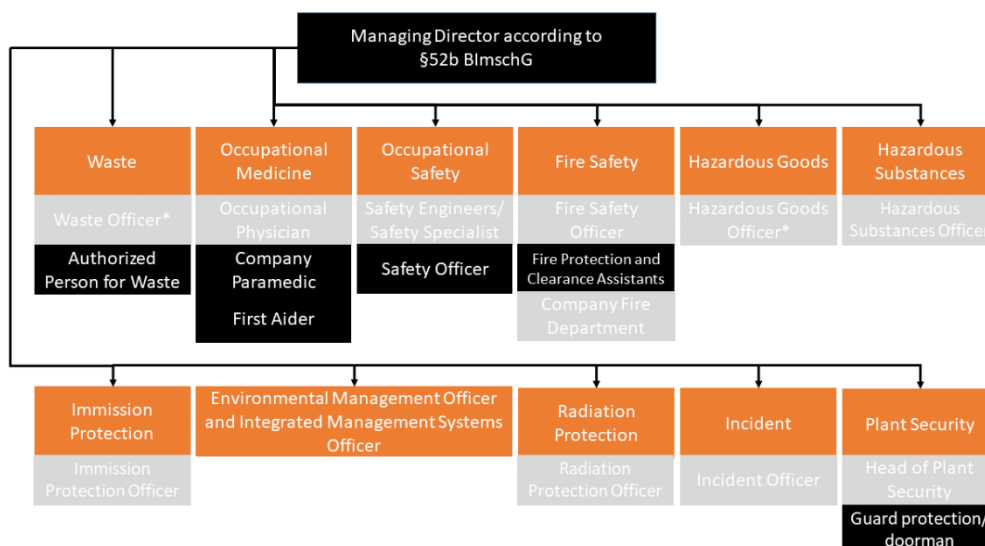 Managing Director according to
§52b BImschG
Waste
Occupational
Medicine
Occupational
Safety
Fire Safety
Hazardous Goods
Hazardous
Substances
Waste Officer*
Occupational
Physician
Safety Engineers/
Safety Specialist
Fire Safety
Officer
Hazardous Goods
Officer*
Hazardous
Substances Officer
Authorized
Person for Waste
Company
Paramedic
First Aider
Safety Officer
Fire Protection and
Clearance Assistants
Company Fire
Department
Immission
Protection
Environmental Management Officer
and Integrated Management Systems
Officer
Radiation
Protection
Incident
Plant Security
Immission
Protection Officer
Radiation
Protection Officer
Incident Officer
Head of Plant
Security
Guard protection/
doorman